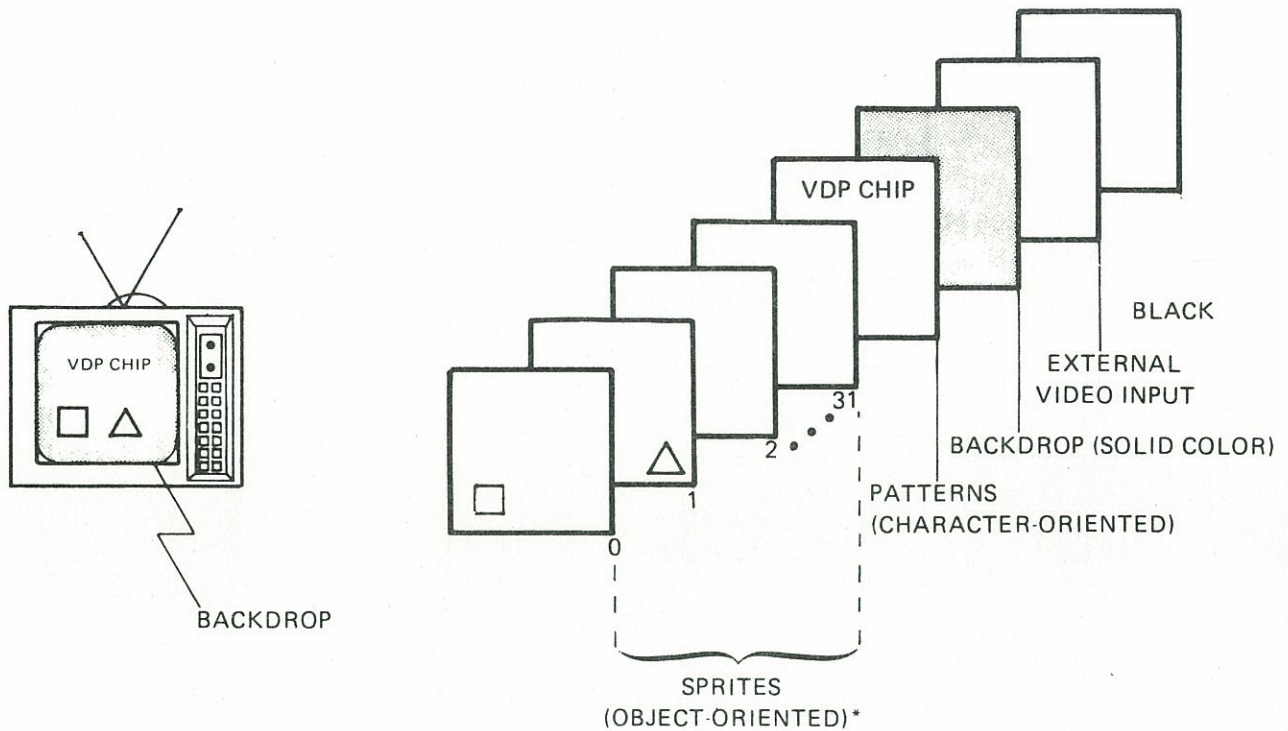 VDP CHIP
BACKDROP
VDP CHIP
BLACK
EXTERNAL
VIDEO INPUT
BACKDROP (SOLID COLOR)
PATTERNS
(CHARACTER-ORIENTED)
31
2
1
0
SPRITES
(OBJECT-ORIENTED)*